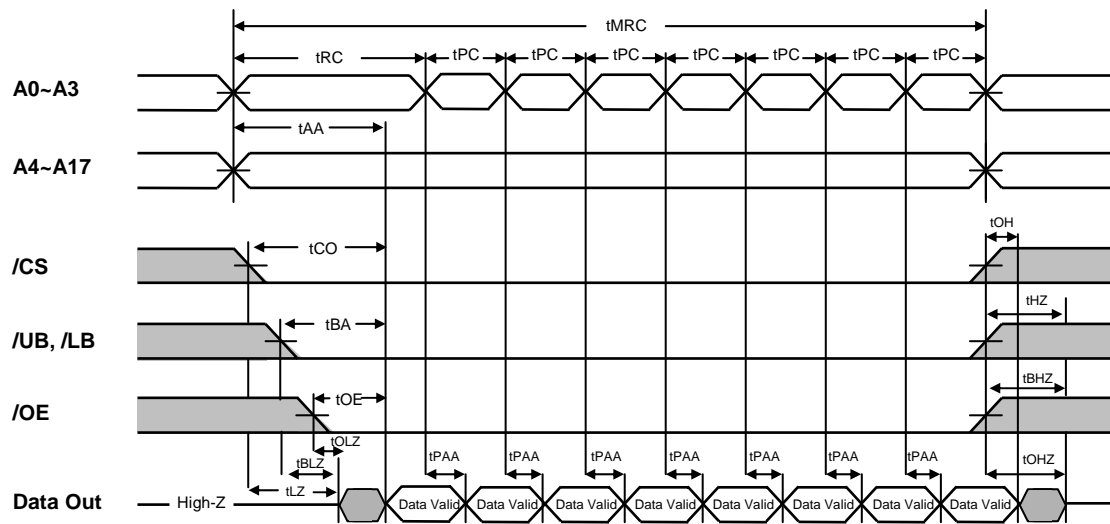 tMRC
tRC tPC tPC tPC tPC tPC tPC tPC
A0~A3
tAA
A4~A17
tOH
tCO
/CS
tHZ
tBA
/UB, /LB
tBHZ
tOE
/OE
tOLZ
tPAA tPAA tPAA tPAA tPAA tPAA tPAA
tBLZ tOHZ
tLZ
Data Out High-Z Data Valid Data Valid Data Valid Data Valid Data Valid Data Valid Data Valid Data Valid